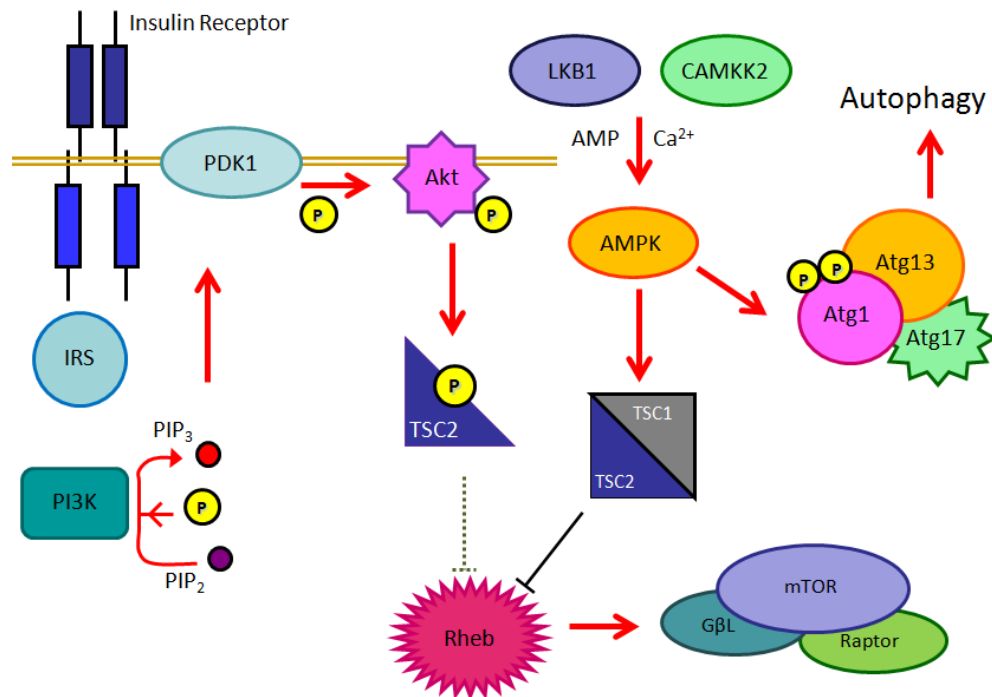 Insulin Receptor
LKB1
CAMKK2
Autophagy
AMP
Ca²⁺
PDK1
Akt
P
P
AMPK
Atg13
P
P
Atg1
Atg17
IRS
P
TSC2
TSC1
TSC2
PIP₃
PI3K
P
PIP₂
mTOR
GβL
Raptor
Rheb